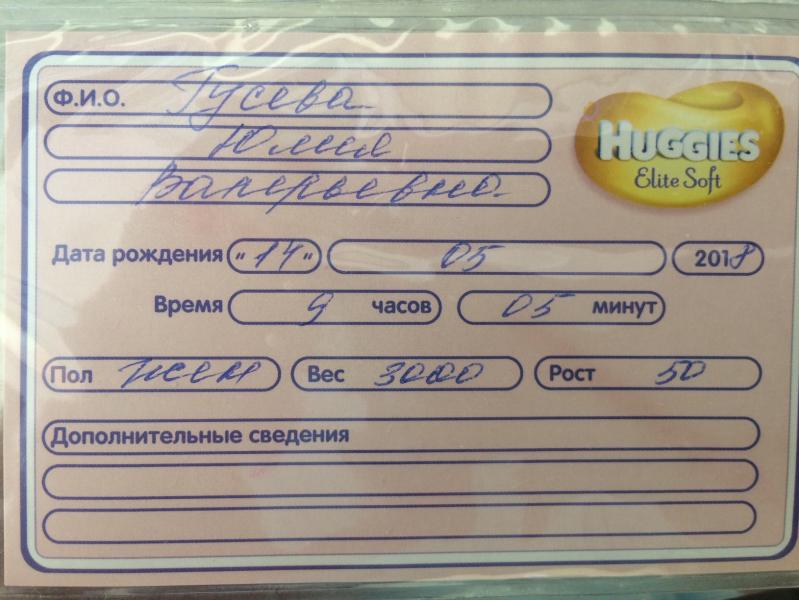 Ф.И.О. Гусева
Юлия
Валерьевна
HUGGIES
Elite Soft
Дата рождения "14" 05 2018
Время 9 часов 05 минут
Пол жен Вес 3000 Рост 50
Дополнительные сведения